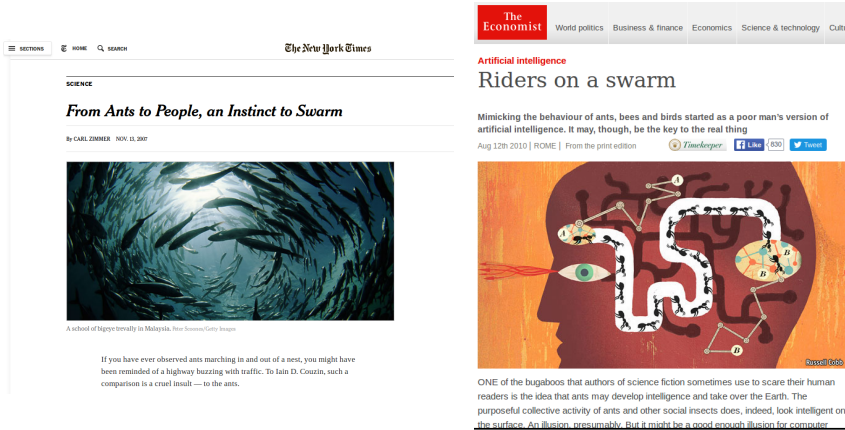 SECTIONS
HOME
SEARCH
The New York Times
SCIENCE
From Ants to People, an Instinct to Swarm
By CARL ZIMMER NOV. 13, 2007
A school of bigeye trevally in Malaysia. Peter Scoones/Getty Images
If you have ever observed ants marching in and out of a nest, you might have
been reminded of a highway buzzing with traffic. To Iain D. Couzin, such a
comparison is a cruel insult — to the ants.
The
Economist
World politics
Business & finance
Economics
Science & technology
Cultu
Artificial intelligence
Riders on a swarm
Mimicking the behaviour of ants, bees and birds started as a poor man's version of
artificial intelligence. It may, though, be the key to the real thing
Aug 12th 2010 | ROME | From the print edition
Timekeeper
Like 830
Tweet
A
A
B
B
B
Russell Cobb
ONE of the bugaboos that authors of science fiction sometimes use to scare their human
readers is the idea that ants may develop intelligence and take over the Earth. The
purposeful collective activity of ants and other social insects does, indeed, look intelligent on
the surface. An illusion, presumably. But it might be a good enough illusion for computer